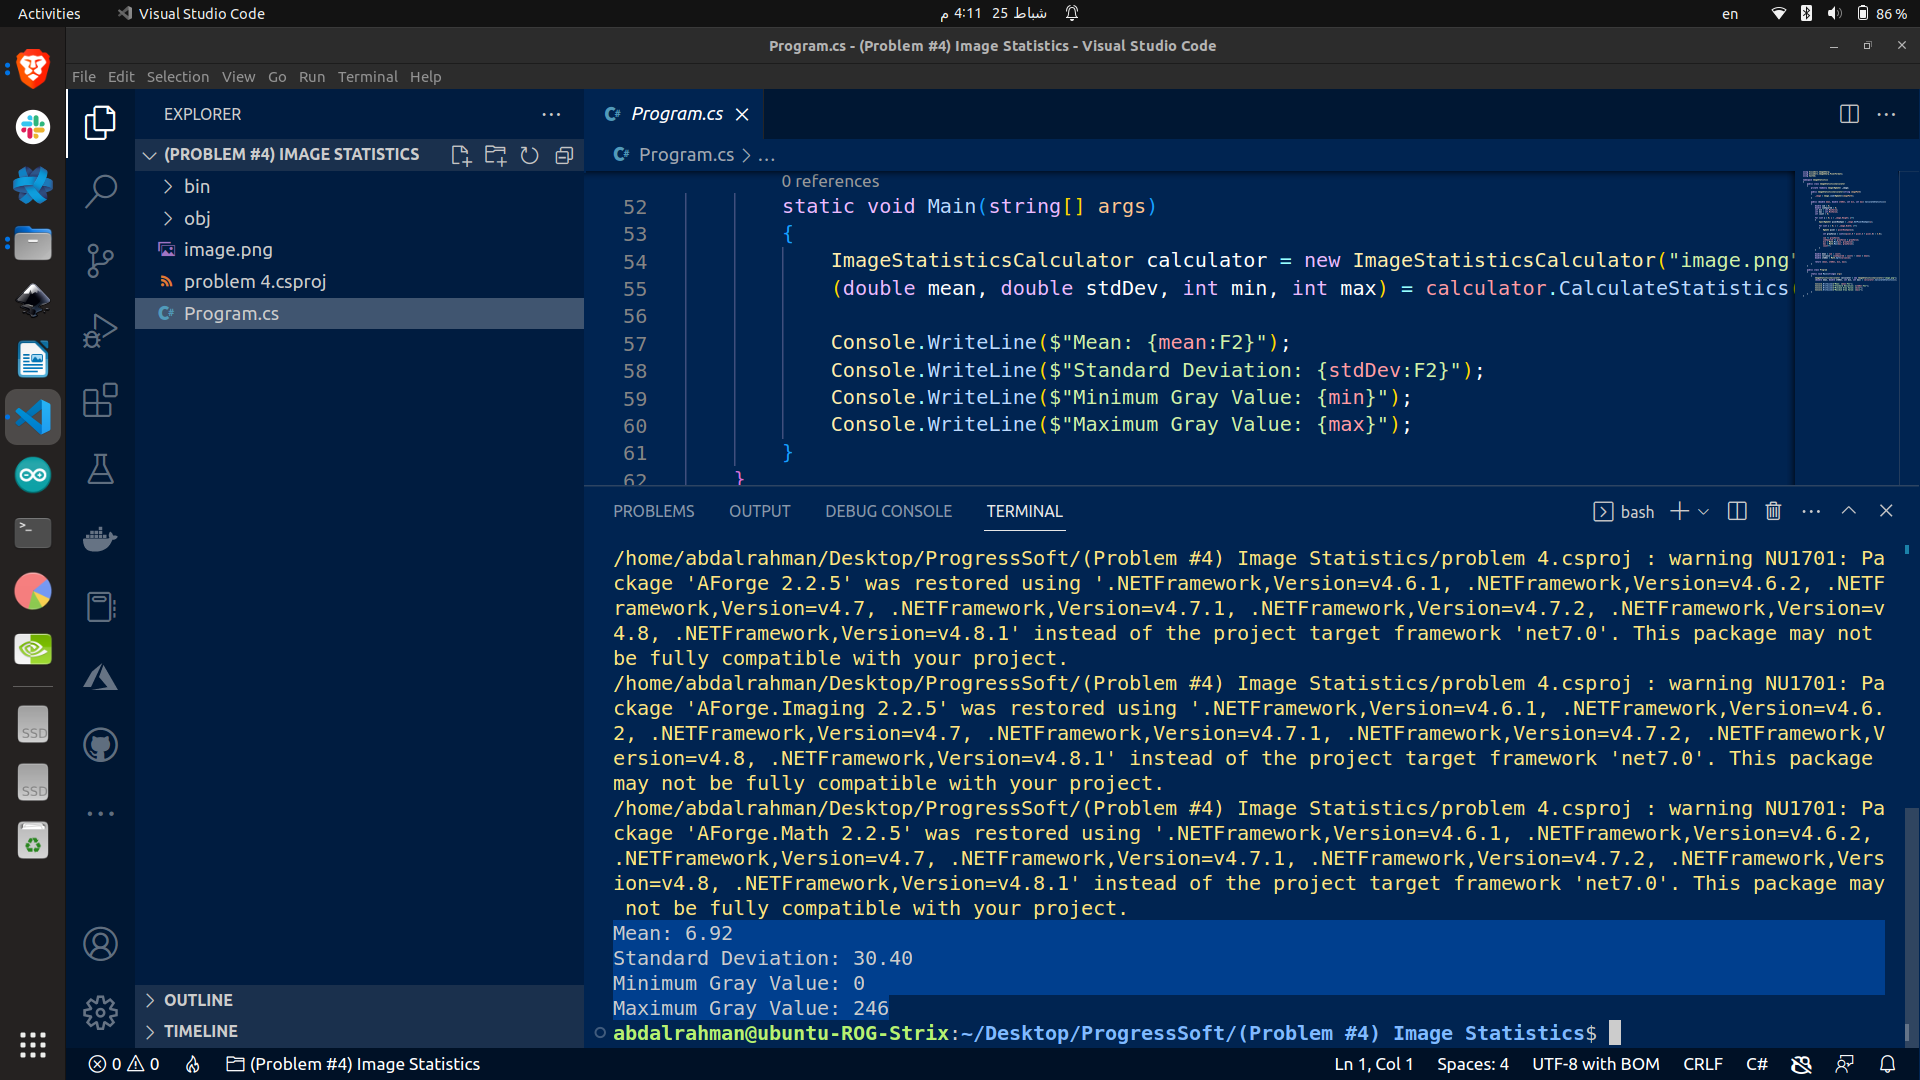 Activities
Visual Studio Code
شباط 25  4:11 م
en
86 %
Program.cs - (Problem #4) Image Statistics - Visual Studio Code
File Edit Selection View Go Run Terminal Help
EXPLORER
(PROBLEM #4) IMAGE STATISTICS
bin
obj
image.png
problem 4.csproj
Program.cs
OUTLINE
TIMELINE
SSD
SSD
Program.cs
Program.cs > ...
0 references
52 static void Main(string[] args)
53 {
54 ImageStatisticsCalculator calculator = new ImageStatisticsCalculator("image.png"
55 (double mean, double stdDev, int min, int max) = calculator.CalculateStatistics(
56
57 Console.WriteLine($"Mean: {mean:F2}");
58 Console.WriteLine($"Standard Deviation: {stdDev:F2}");
59 Console.WriteLine($"Minimum Gray Value: {min}");
60 Console.WriteLine($"Maximum Gray Value: {max}");
61 }
62 }
PROBLEMS OUTPUT DEBUG CONSOLE TERMINAL
bash
/home/abdalrahman/Desktop/ProgressSoft/(Problem #4) Image Statistics/problem 4.csproj : warning NU1701: Pa
ckage 'AForge 2.2.5' was restored using '.NETFramework,Version=v4.6.1, .NETFramework,Version=v4.6.2, .NETF
ramework,Version=v4.7, .NETFramework,Version=v4.7.1, .NETFramework,Version=v4.7.2, .NETFramework,Version=v
4.8, .NETFramework,Version=v4.8.1' instead of the project target framework 'net7.0'. This package may not
be fully compatible with your project.
/home/abdalrahman/Desktop/ProgressSoft/(Problem #4) Image Statistics/problem 4.csproj : warning NU1701: Pa
ckage 'AForge.Imaging 2.2.5' was restored using '.NETFramework,Version=v4.6.1, .NETFramework,Version=v4.6.
2, .NETFramework,Version=v4.7, .NETFramework,Version=v4.7.1, .NETFramework,Version=v4.7.2, .NETFramework,V
ersion=v4.8, .NETFramework,Version=v4.8.1' instead of the project target framework 'net7.0'. This package
may not be fully compatible with your project.
/home/abdalrahman/Desktop/ProgressSoft/(Problem #4) Image Statistics/problem 4.csproj : warning NU1701: Pa
ckage 'AForge.Math 2.2.5' was restored using '.NETFramework,Version=v4.6.1, .NETFramework,Version=v4.6.2,
.NETFramework,Version=v4.7, .NETFramework,Version=v4.7.1, .NETFramework,Version=v4.7.2, .NETFramework,Vers
ion=v4.8, .NETFramework,Version=v4.8.1' instead of the project target framework 'net7.0'. This package may
not be fully compatible with your project.
Mean: 6.92
Standard Deviation: 30.40
Minimum Gray Value: 0
Maximum Gray Value: 246
abdalrahman@ubuntu-ROG-Strix:~/Desktop/ProgressSoft/(Problem #4) Image Statistics$
0 0 (Problem #4) Image Statistics
Ln 1, Col 1 Spaces: 4 UTF-8 with BOM CRLF C#